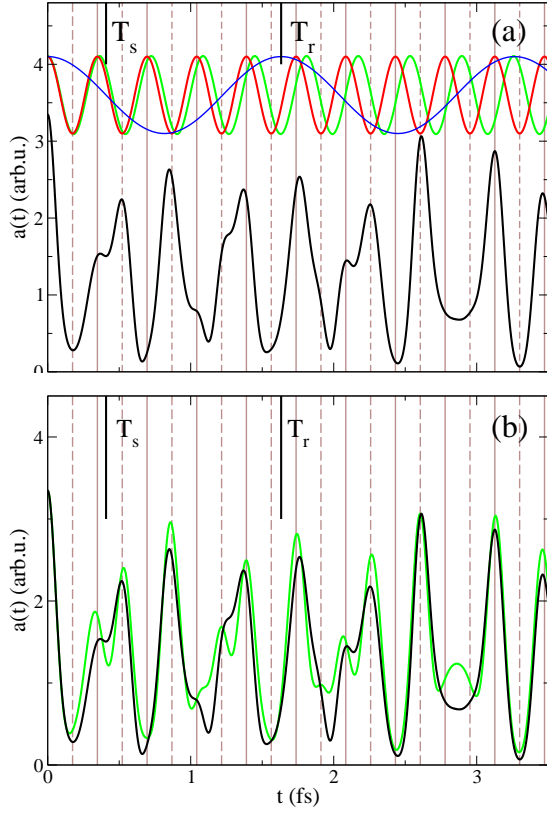 (a)
T_s T_r
4
3
2
1
0
a(t) (arb.u.)
(b)
T_s T_r
4
2
0
a(t) (arb.u.)
0 1 2 3
t (fs)